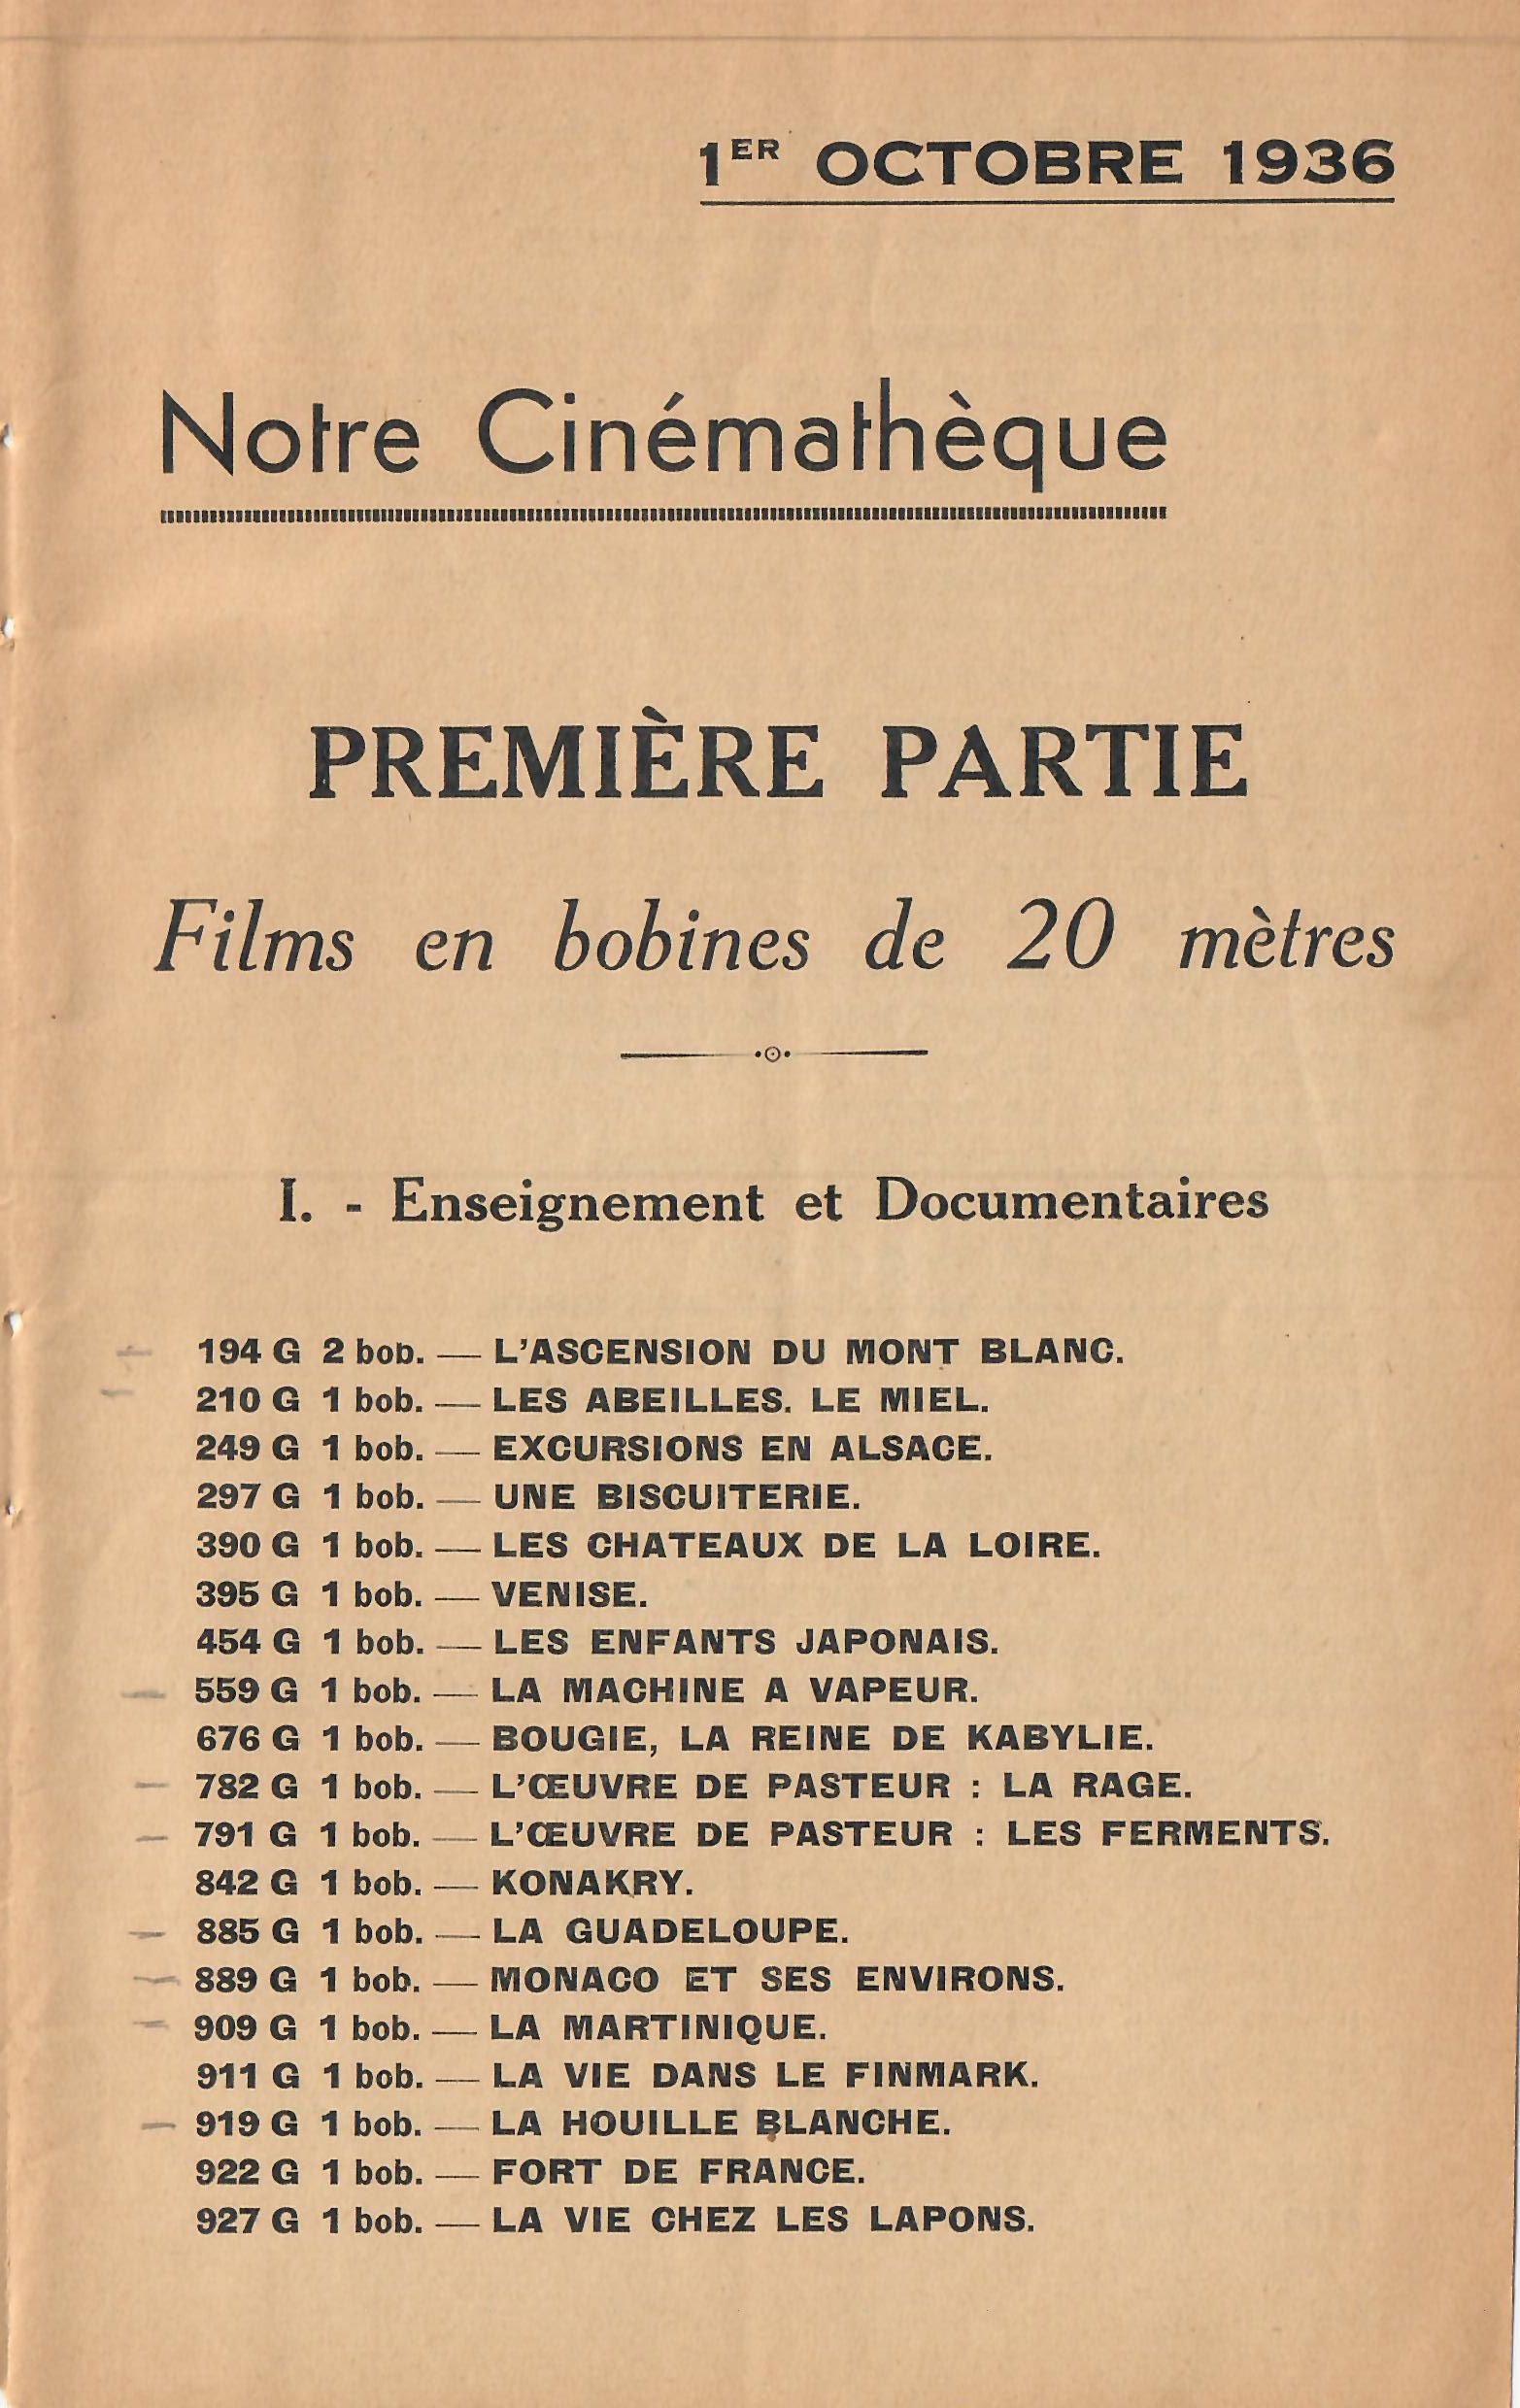 1ER OCTOBRE 1936
Notre Cinémathèque
PREMIÈRE PARTIE
Films en bobines de 20 mètres
I. - Enseignement et Documentaires
194 G 2 bob. — L'ASCENSION DU MONT BLANC.
210 G 1 bob. — LES ABEILLES. LE MIEL.
249 G 1 bob. — EXCURSIONS EN ALSACE.
297 G 1 bob. — UNE BISCUITERIE.
390 G 1 bob. — LES CHATEAUX DE LA LOIRE.
395 G 1 bob. — VENISE.
454 G 1 bob. — LES ENFANTS JAPONAIS.
559 G 1 bob. — LA MACHINE A VAPEUR.
676 G 1 bob. — BOUGIE, LA REINE DE KABYLIE.
782 G 1 bob. — L'ŒUVRE DE PASTEUR : LA RAGE.
791 G 1 bob. — L'ŒUVRE DE PASTEUR : LES FERMENTS.
842 G 1 bob. — KONAKRY.
885 G 1 bob. — LA GUADELOUPE.
889 G 1 bob. — MONACO ET SES ENVIRONS.
909 G 1 bob. — LA MARTINIQUE.
911 G 1 bob. — LA VIE DANS LE FINMARK.
919 G 1 bob. — LA HOUILLE BLANCHE.
922 G 1 bob. — FORT DE FRANCE.
927 G 1 bob. — LA VIE CHEZ LES LAPONS.